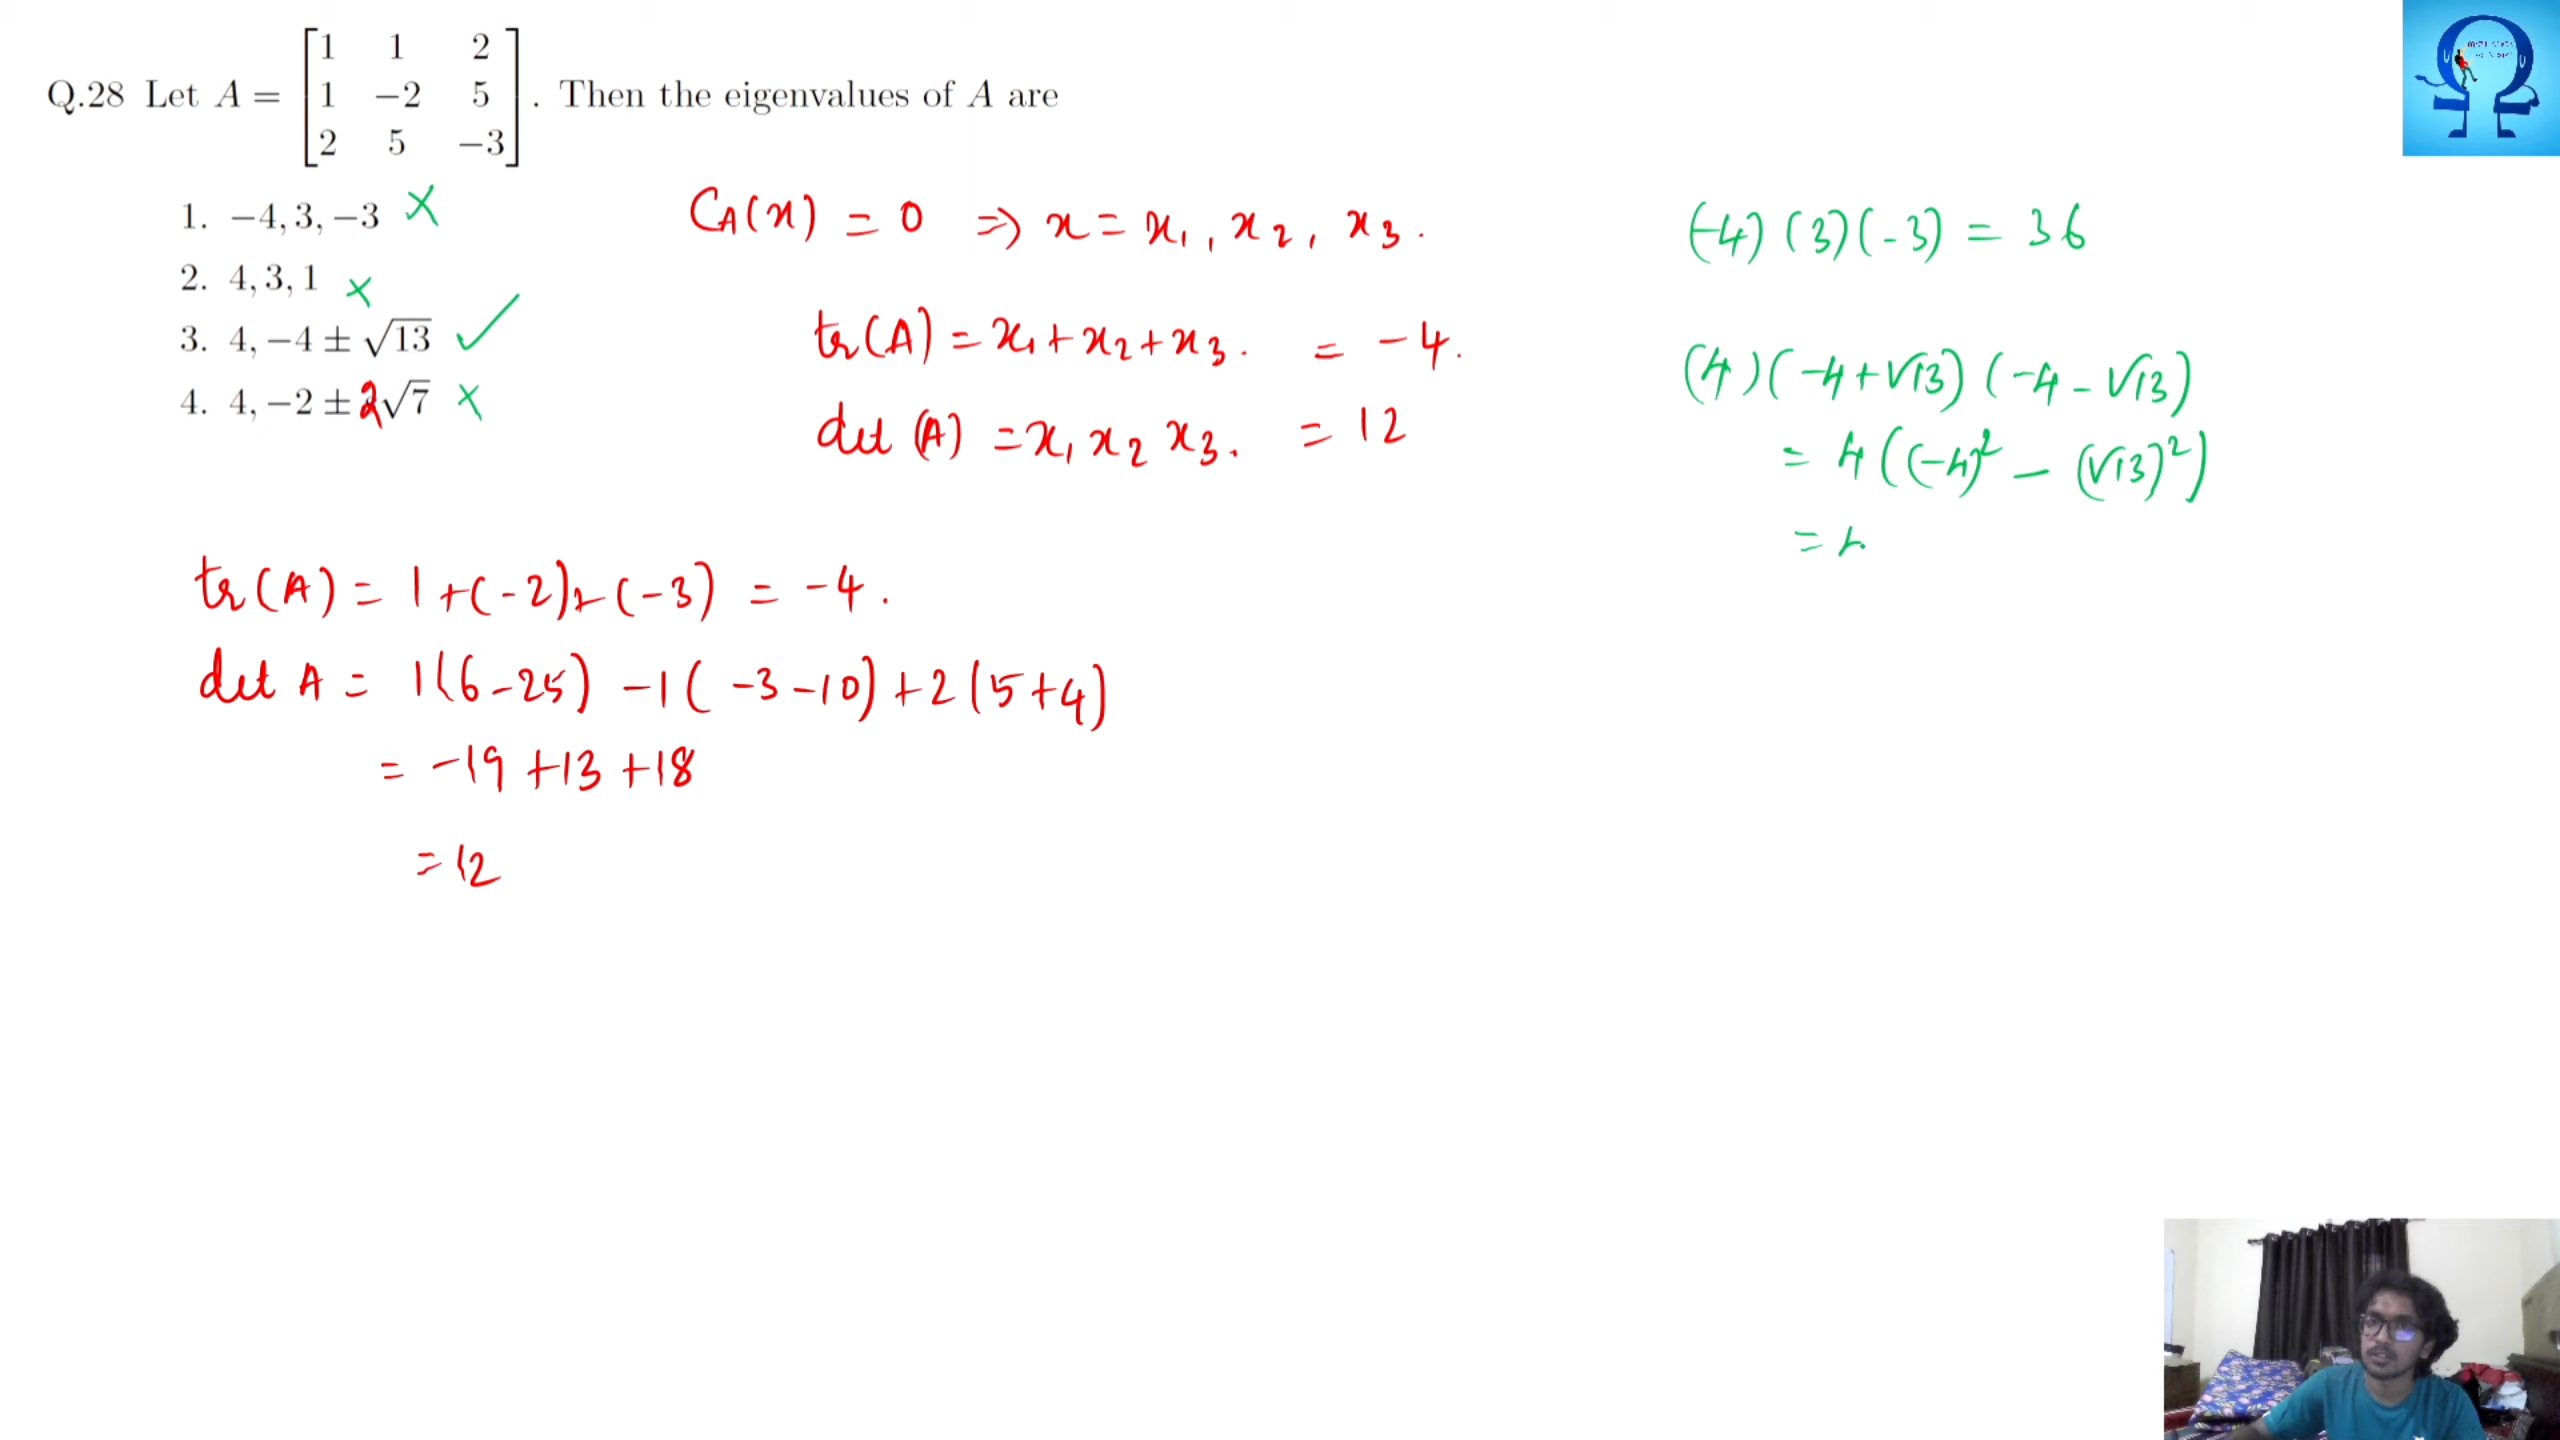 Q.28 Let A = [1 1 2; 1 −2 5; 2 5 −3]. Then the eigenvalues of A are
1. −4, 3, −3 ×
2. 4, 3, 1 ×
3. 4, −4 ± √13 ✓
4. 4, −2 ± 2√7 ×
C_A(x) = 0 ⇒ x = x₁, x₂, x₃.
tr(A) = x₁ + x₂ + x₃. = −4.
det (A) = x₁ x₂ x₃. = 12
tr(A) = 1 + (−2) + (−3) = −4.
det A = 1(6−25) −1(−3−10) + 2(5+4)
= −19 + 13 + 18
= 12
(−4)(3)(−3) = 36
(4)(−4+√13)(−4−√13)
= 4((−4)² − (√13)²)
=